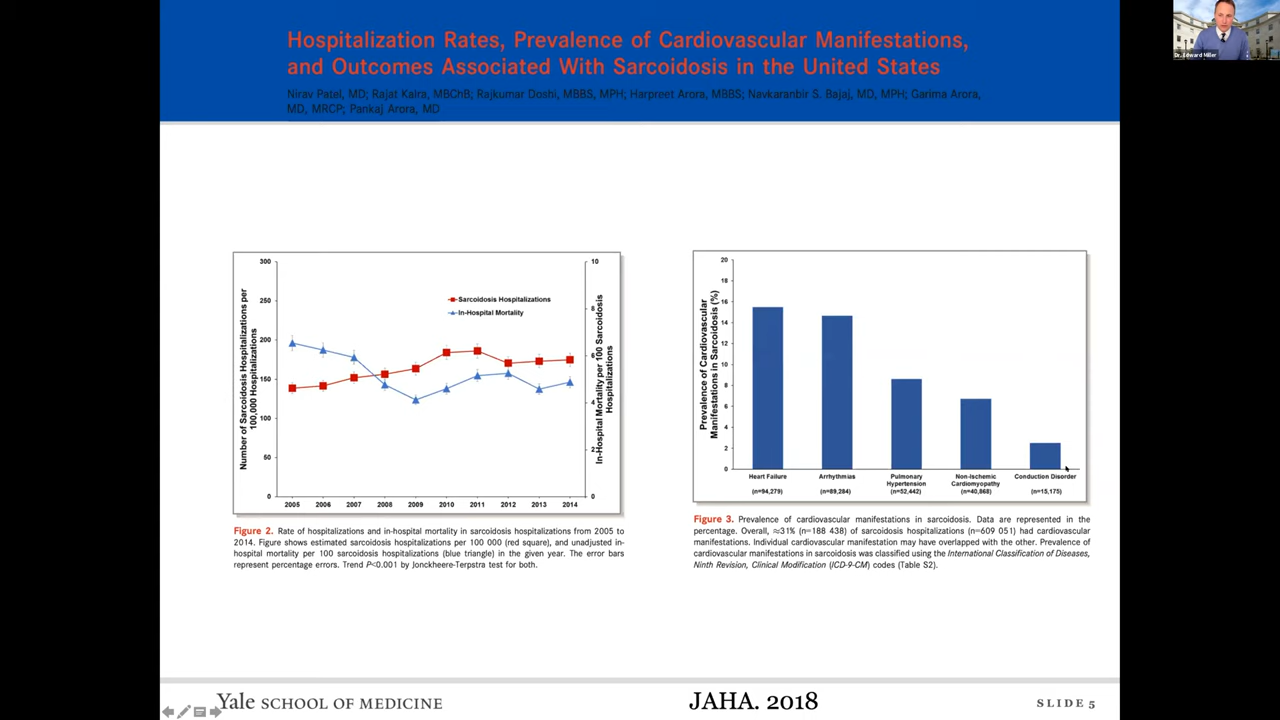 Hospitalization Rates, Prevalence of Cardiovascular Manifestations,
and Outcomes Associated With Sarcoidosis in the United States
Nirav Patel, MD; Rajat Kalra, MBChB; Rajkumar Doshi, MBBS, MPH; Harpreet Arora, MBBS; Navkaranbir S. Bajaj, MD, MPH; Garima Arora,
MD, MRCP; Pankaj Arora, MD
Dr. Edward Miller
Number of Sarcoidosis Hospitalizations per
100,000 Hospitalizations
300
250
200
150
100
50
0
Sarcoidosis Hospitalizations
In-Hospital Mortality
10
8
6
4
2
0
In-Hospital Mortality per 100 Sarcoidosis
Hospitalizations
2005 2006 2007 2008 2009 2010 2011 2012 2013 2014
Figure 2. Rate of hospitalizations and in-hospital mortality in sarcoidosis hospitalizations from 2005 to
2014. Figure shows estimated sarcoidosis hospitalizations per 100 000 (red square), and unadjusted in-
hospital mortality per 100 sarcoidosis hospitalizations (blue triangle) in the given year. The error bars
represent percentage errors. Trend P<0.001 by Jonckheere-Terpstra test for both.
Prevalence of Cardiovascular
Manifestations in Sarcoidosis (%)
20
18
16
14
12
10
8
6
4
2
0
Heart Failure
(n=94,279)
Arrhythmias
(n=89,284)
Pulmonary
Hypertension
(n=52,442)
Non-Ischemic
Cardiomyopathy
(n=40,868)
Conduction Disorder
(n=15,175)
Figure 3. Prevalence of cardiovascular manifestations in sarcoidosis. Data are represented in the
percentage. Overall, ≈31% (n=188 438) of sarcoidosis hospitalizations (n=609 051) had cardiovascular
manifestations. Individual cardiovascular manifestation may have overlapped with the other. Prevalence of
cardiovascular manifestations in sarcoidosis was classified using the International Classification of Diseases,
Ninth Revision, Clinical Modification (ICD-9-CM) codes (Table S2).
Yale SCHOOL OF MEDICINE
JAHA. 2018
SLIDE 5